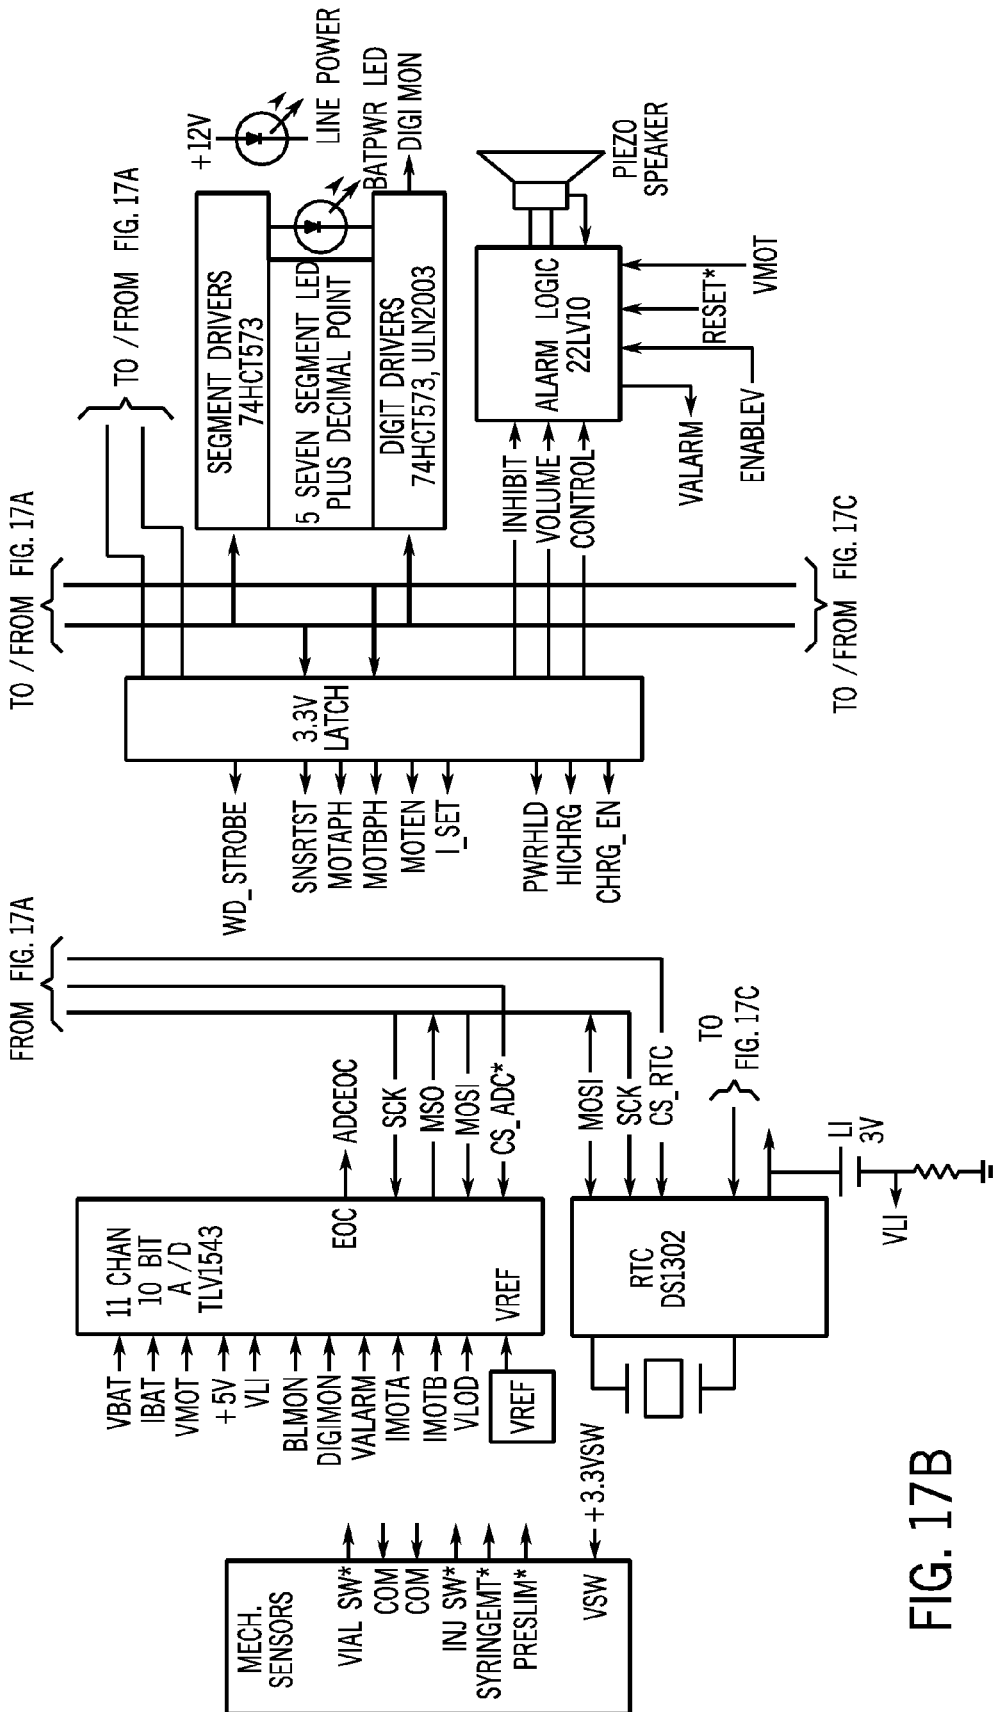 TO / FROM FIG. 17A
TO / FROM FIG. 17A
FROM FIG. 17A
+12V
LINE POWER
BATPWR LED
DIGI MON
SEGMENT DRIVERS
74HCT573
5 SEVEN SEGMENT LED
PLUS DECIMAL POINT
DIGIT DRIVERS
74HCT573, ULN2003
PIEZO
SPEAKER
ALARM LOGIC
22LV10
INHIBIT
VOLUME
CONTROL
VALARM
ENABLEV
RESET*
VMOT
TO / FROM FIG. 17C
3.3V
LATCH
WD_STROBE
SNSRTST
MOTAPH
MOTBPH
MOTEN
I_SET
PWRHLD
HICHRG
CHRG_EN
11 CHAN
10 BIT
A/D
TLV1543
EOC
VREF
ADCEOC
SCK
MSO
MOSI
CS_ADC*
MOSI
SCK
CS_RTC
TO
FIG. 17C
VBAT
IBAT
VMOT
+5V
VLI
BLMON
DIGIMON
VALARM
IMOTA
IMOTB
VLOD
VREF
RTC
DS1302
LI
3V
VLI
MECH.
SENSORS
VIAL SW*
COM
COM
INJ SW*
SYRINGEMT*
PRESLIM*
VSW
+3.3VSW
FIG. 17B